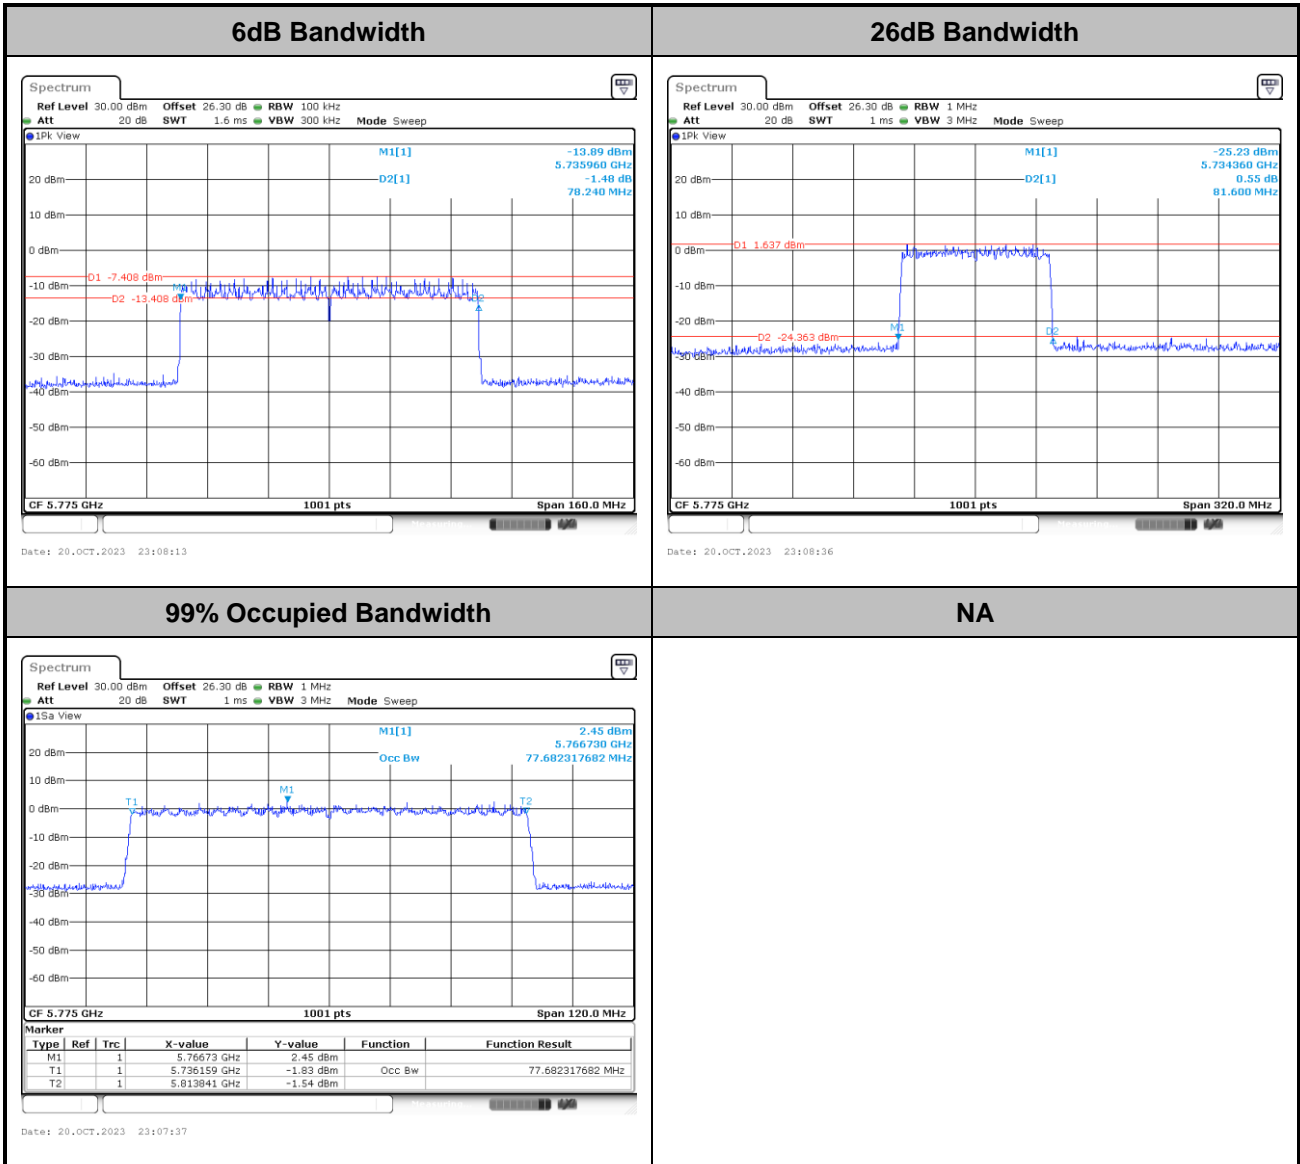 6dB Bandwidth
26dB Bandwidth
Spectrum
Ref Level 30.00 dBm Offset 26.30 dB RBW 100 kHz
Att 20 dB SWT 1.6 ms VBW 300 kHz Mode Sweep
1Pk View
M1[1] -13.89 dBm
5.735960 GHz
D2[1] -1.48 dB
78.240 MHz
20 dBm
10 dBm
0 dBm
D1 -7.408 dBm
-10 dBm
M1
D2 -13.408 dBm
D2
-20 dBm
-30 dBm
-40 dBm
-50 dBm
-60 dBm
CF 5.775 GHz 1001 pts Span 160.0 MHz
Date: 20.OCT.2023 23:08:13
Spectrum
Ref Level 30.00 dBm Offset 26.30 dB RBW 1 MHz
Att 20 dB SWT 1 ms VBW 3 MHz Mode Sweep
1Pk View
M1[1] -25.23 dBm
5.734360 GHz
D2[1] 0.55 dB
81.600 MHz
20 dBm
10 dBm
0 dBm
D1 1.637 dBm
-10 dBm
-20 dBm
M1
D2
D2 -24.363 dBm
-30 dBm
-40 dBm
-50 dBm
-60 dBm
CF 5.775 GHz 1001 pts Span 320.0 MHz
Date: 20.OCT.2023 23:08:36
99% Occupied Bandwidth
NA
Spectrum
Ref Level 30.00 dBm Offset 26.30 dB RBW 1 MHz
Att 20 dB SWT 1 ms VBW 3 MHz Mode Sweep
1Sa View
M1[1] 2.45 dBm
5.766730 GHz
Occ Bw 77.682317682 MHz
20 dBm
10 dBm
M1
T1
T2
0 dBm
-10 dBm
-20 dBm
-30 dBm
-40 dBm
-50 dBm
-60 dBm
CF 5.775 GHz 1001 pts Span 120.0 MHz
Marker
Type Ref Trc X-value Y-value Function Function Result
M1 1 5.76673 GHz 2.45 dBm
T1 1 5.736159 GHz -1.83 dBm Occ Bw 77.682317682 MHz
T2 1 5.813841 GHz -1.54 dBm
Date: 20.OCT.2023 23:07:37